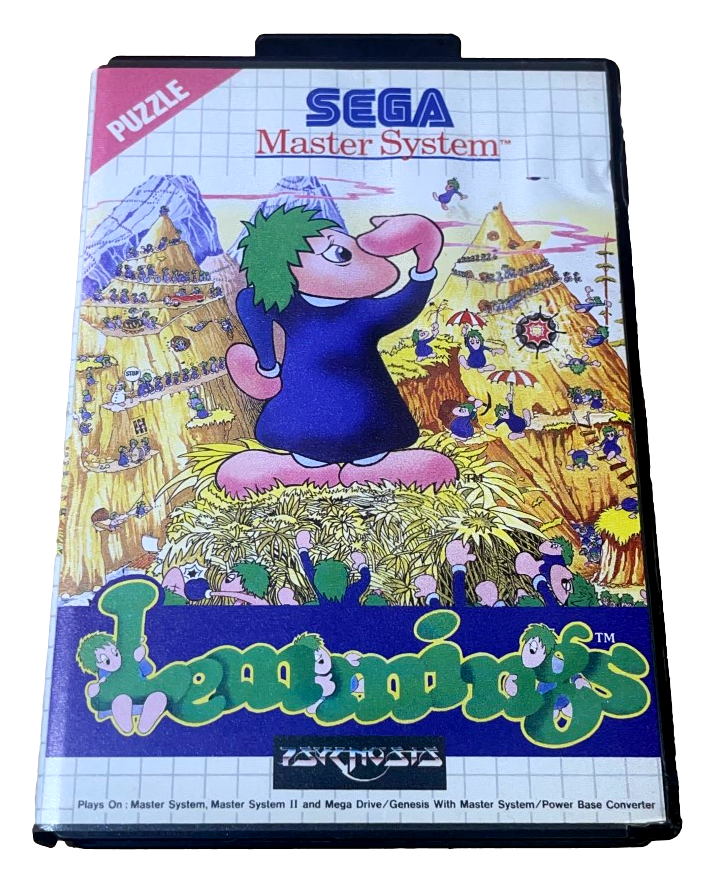 PUZZLE
SEGA
Master System™
STOP
TM
Lemmings™
PSYGNOSIS
Plays On : Master System, Master System II and Mega Drive/Genesis With Master System/Power Base Converter